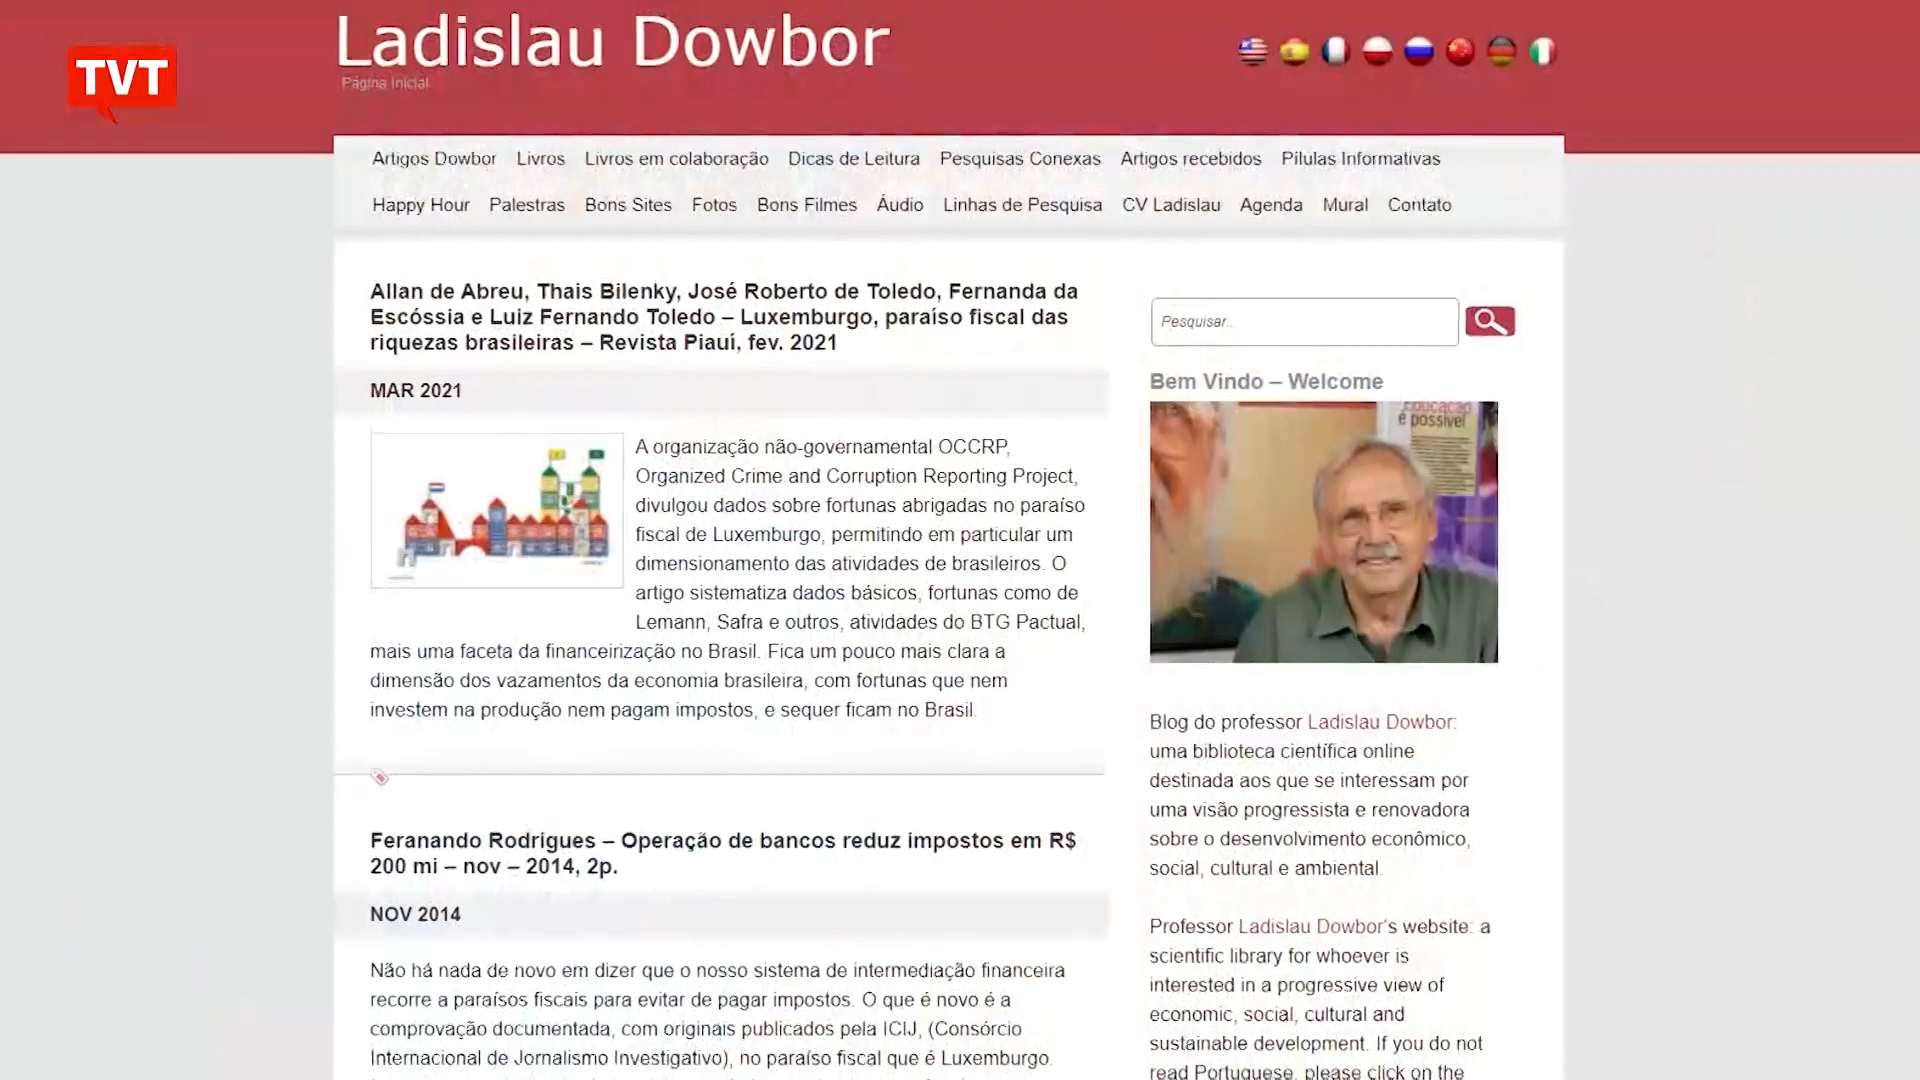 TVT
Ladislau Dowbor
Página Inicial
Artigos Dowbor Livros Livros em colaboração Dicas de Leitura Pesquisas Conexas Artigos recebidos Pílulas Informativas
Happy Hour Palestras Bons Sites Fotos Bons Filmes Áudio Linhas de Pesquisa CV Ladislau Agenda Mural Contato
Allan de Abreu, Thais Bilenky, José Roberto de Toledo, Fernanda da
Escóssia e Luiz Fernando Toledo – Luxemburgo, paraíso fiscal das
riquezas brasileiras – Revista Piauí, fev. 2021
MAR 2021
A organização não-governamental OCCRP,
Organized Crime and Corruption Reporting Project,
divulgou dados sobre fortunas abrigadas no paraíso
fiscal de Luxemburgo, permitindo em particular um
dimensionamento das atividades de brasileiros. O
artigo sistematiza dados básicos, fortunas como de
Lemann, Safra e outros, atividades do BTG Pactual,
mais uma faceta da financeirização no Brasil. Fica um pouco mais clara a
dimensão dos vazamentos da economia brasileira, com fortunas que nem
investem na produção nem pagam impostos, e sequer ficam no Brasil.
Feranando Rodrigues – Operação de bancos reduz impostos em R$
200 mi – nov – 2014, 2p.
NOV 2014
Não há nada de novo em dizer que o nosso sistema de intermediação financeira
recorre a paraísos fiscais para evitar de pagar impostos. O que é novo é a
comprovação documentada, com originais publicados pela ICIJ, (Consórcio
Internacional de Jornalismo Investigativo), no paraíso fiscal que é Luxemburgo.
Pesquisar...
Bem Vindo – Welcome
educação
é possível
Blog do professor Ladislau Dowbor:
uma biblioteca científica online
destinada aos que se interessam por
uma visão progressista e renovadora
sobre o desenvolvimento econômico,
social, cultural e ambiental.
Professor Ladislau Dowbor's website: a
scientific library for whoever is
interested in a progressive view of
economic, social, cultural and
sustainable development. If you do not
read Portuguese, please click on the